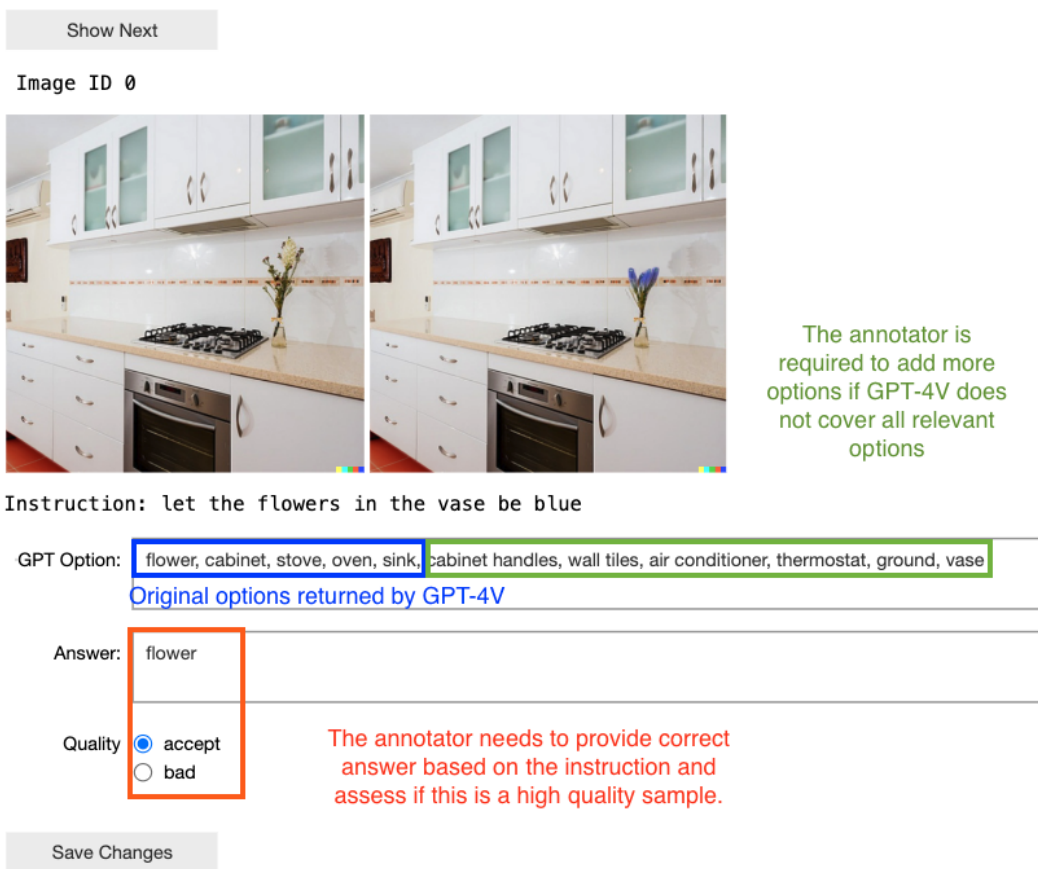 Show Next
Image ID 0
The annotator is
required to add more
options if GPT-4V does
not cover all relevant
options
Instruction: let the flowers in the vase be blue
GPT Option: flower, cabinet, stove, oven, sink, cabinet handles, wall tiles, air conditioner, thermostat, ground, vase
Original options returned by GPT-4V
Answer: flower
Quality accept
bad
The annotator needs to provide correct
answer based on the instruction and
assess if this is a high quality sample.
Save Changes